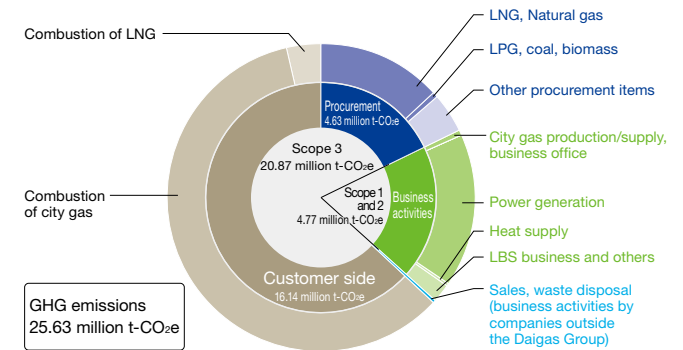 Combustion of LNG
Combustion
of city gas
LNG, Natural gas
LPG, coal, biomass
Other procurement items
City gas production/supply,
business office
Power generation
Heat supply
LBS business and others
Sales, waste disposal
(business activities by
companies outside
the Daigas Group)
Procurement
4.63 million t-CO₂e
Scope 3
20.87 million t-CO₂e
Scope 1
and 2
4.77 million t-CO₂e
Business
activities
Customer side
16.14 million t-CO₂e
GHG emissions
25.63 million t-CO₂e